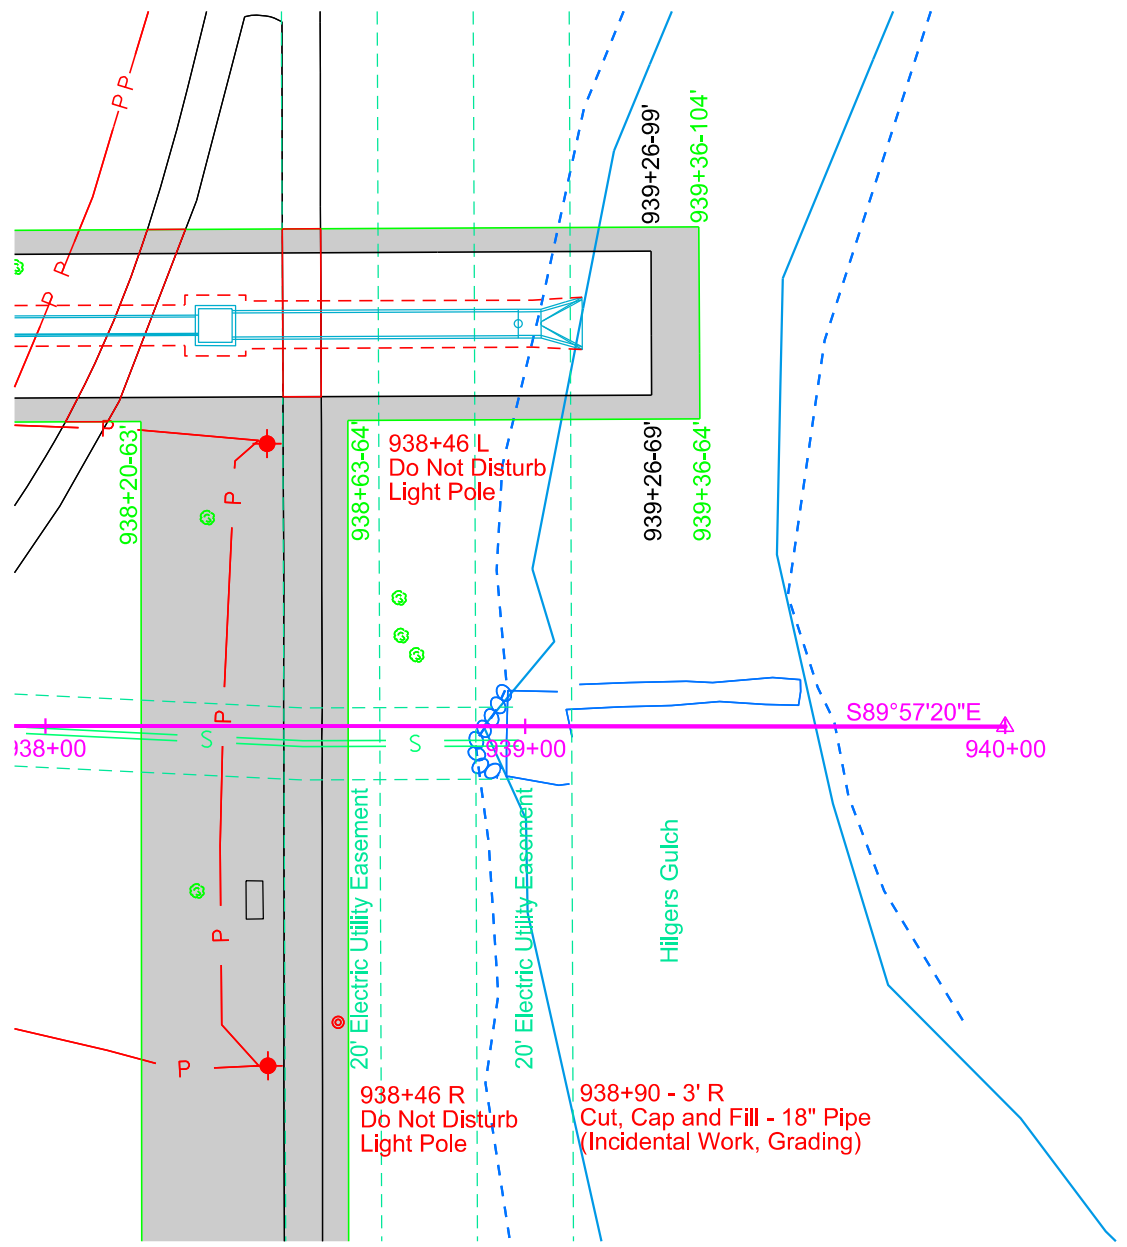 P P
939+26-99'
939+36-104'
P
P
P
938+20-63'
938+63-64'
938+46 L
Do Not Disturb
Light Pole
939+26-69'
939+36-64'
P
P
S89°57'20"E
S
S
938+00
939+00
940+00
20' Electric Utility Easement
20' Electric Utility Easement
Hilgers Gulch
P
P
938+46 R
Do Not Disturb
Light Pole
938+90 - 3' R
Cut, Cap and Fill - 18" Pipe
(Incidental Work, Grading)